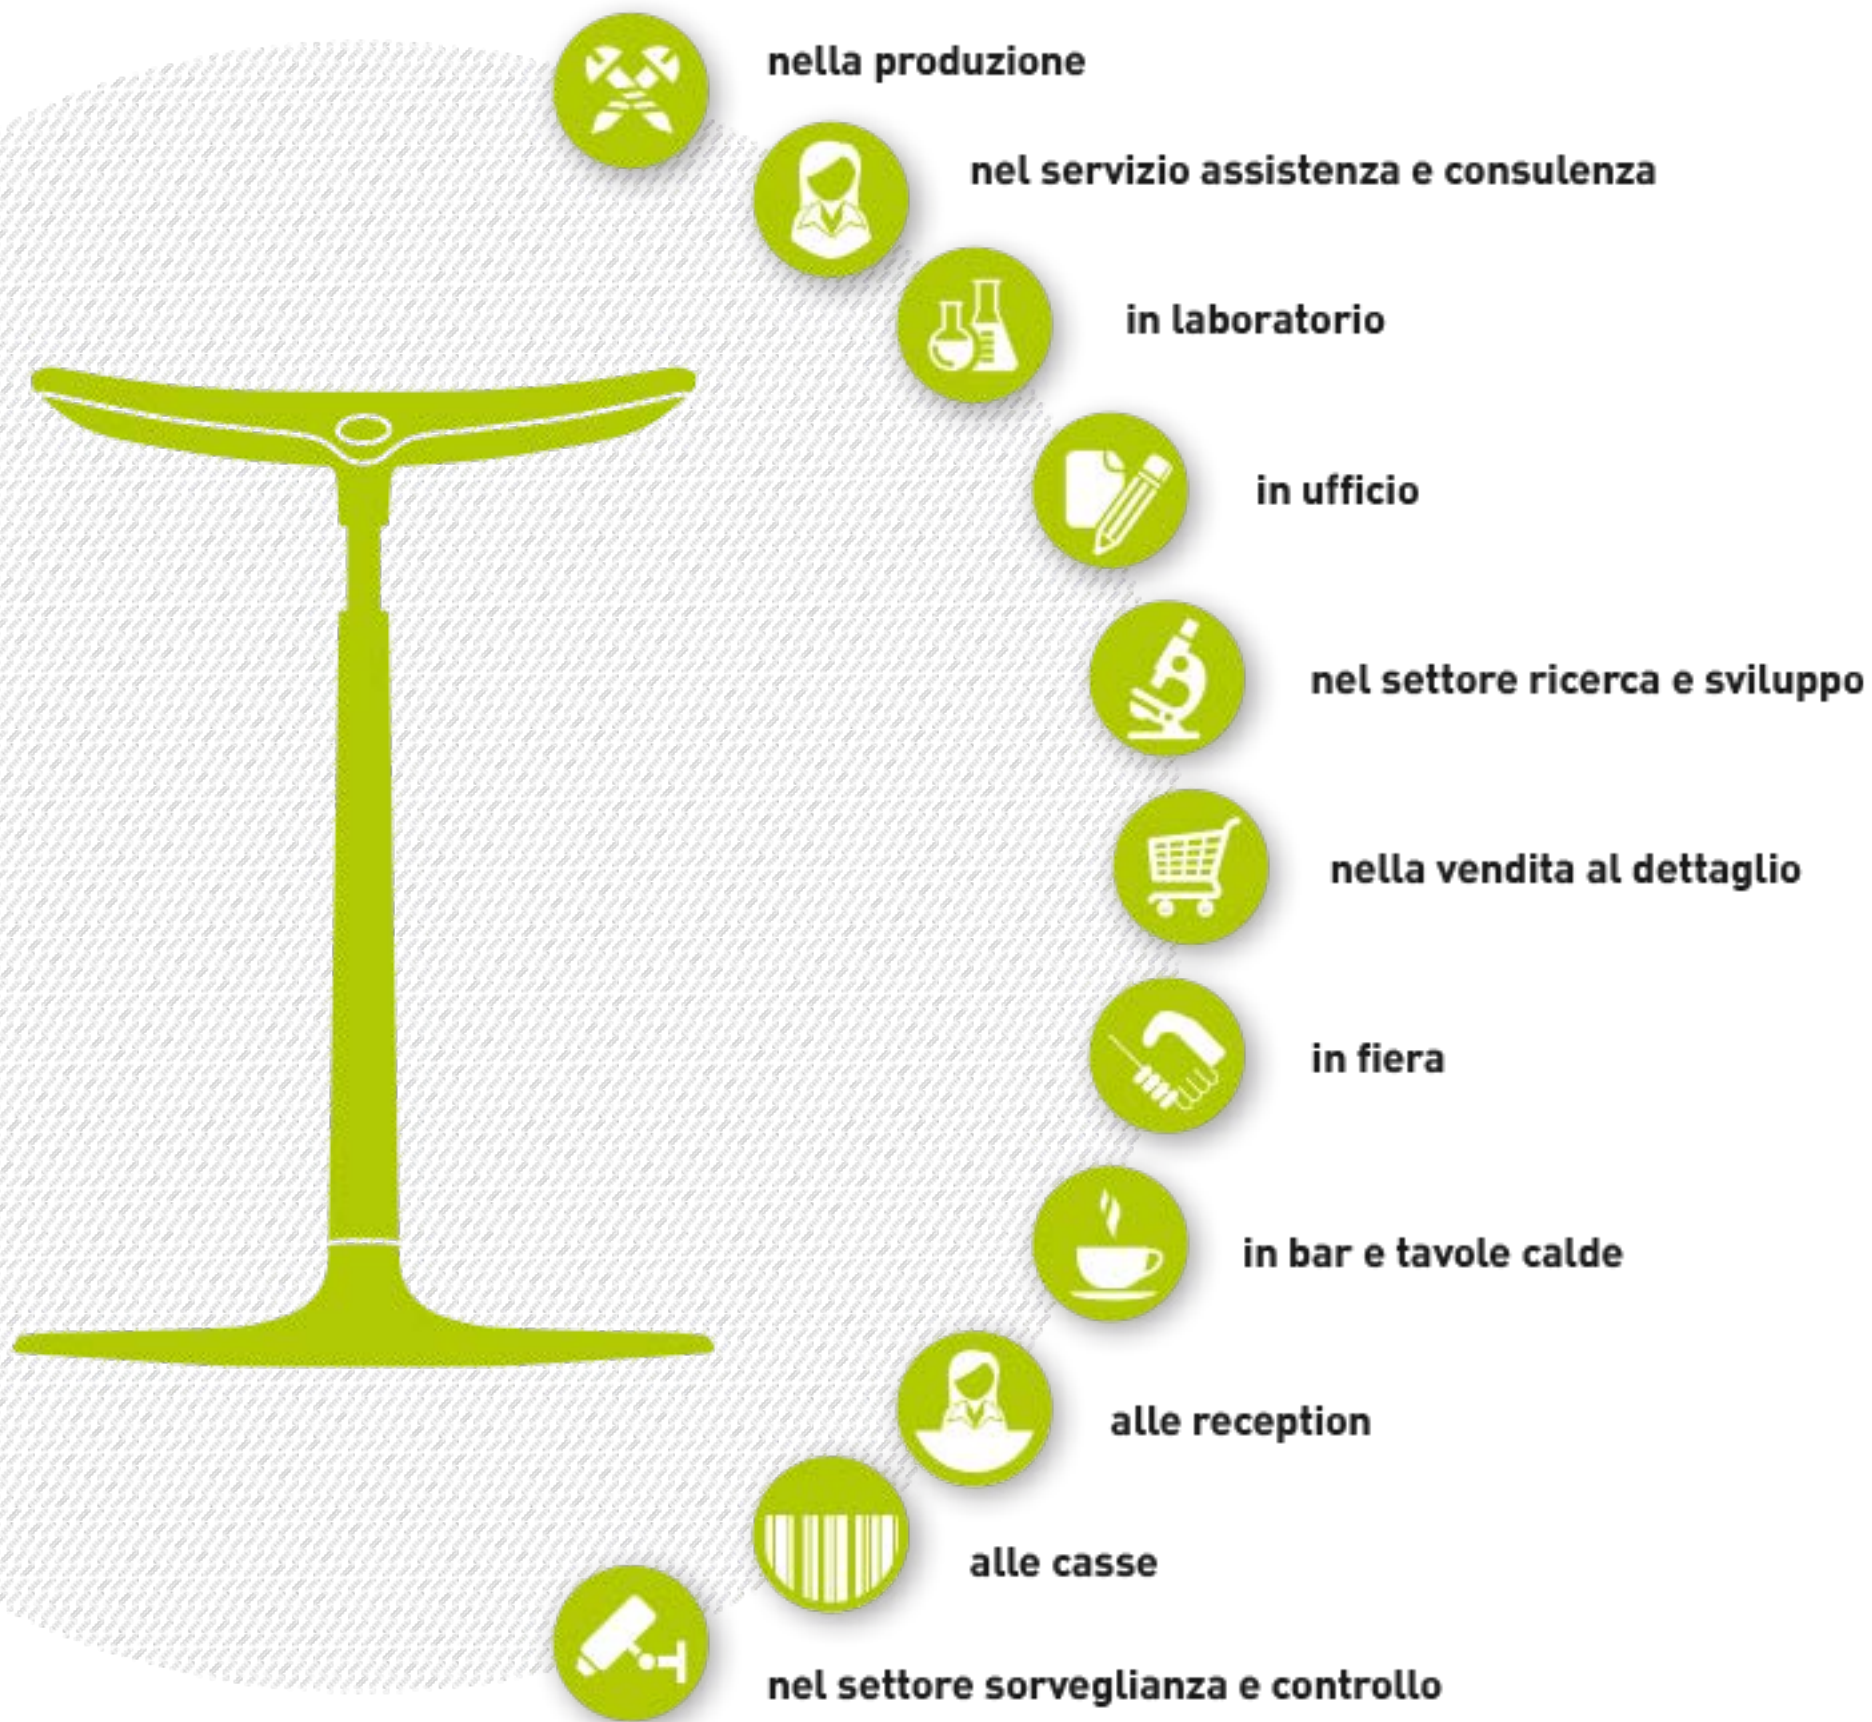 nella produzione
nel servizio assistenza e consulenza
in laboratorio
in ufficio
nel settore ricerca e sviluppo
nella vendita al dettaglio
in fiera
in bar e tavole calde
alle reception
alle casse
nel settore sorveglianza e controllo